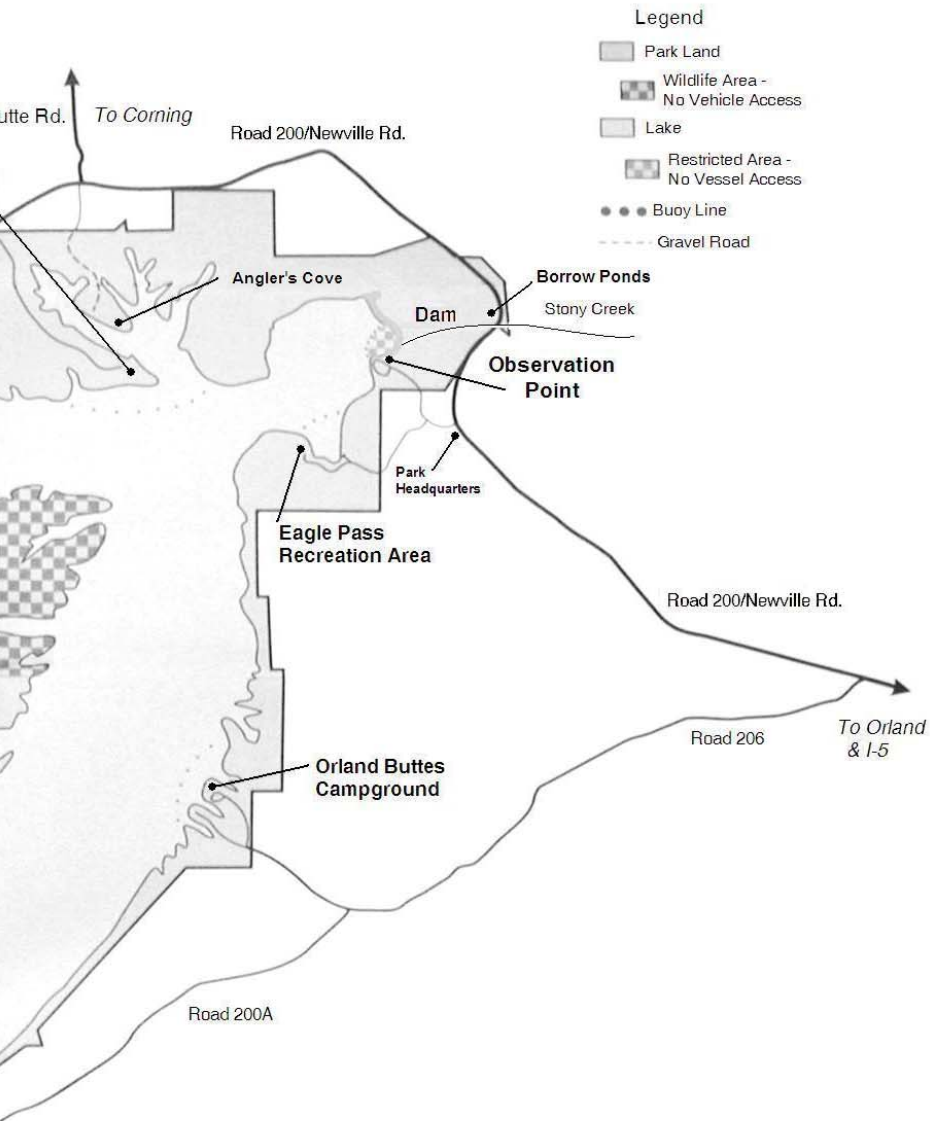 Legend
Park Land
Wildlife Area -
No Vehicle Access
Lake
Restricted Area -
No Vessel Access
Buoy Line
Gravel Road
Rd.
To Corning
Road 200/Newville Rd.
Angler's Cove
Borrow Ponds
Stony Creek
Dam
Observation
Point
Park
Headquarters
Eagle Pass
Recreation Area
Road 200/Newville Rd.
To Orland
& I-5
Road 206
Orland Buttes
Campground
Road 200A